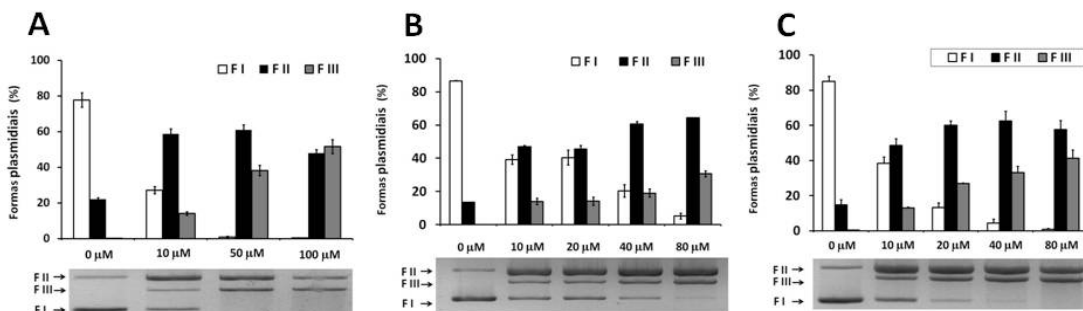 A
100
80
60
40
20
0
Formas plasmidiais (%)
F I F II F III
0 µM 10 µM 50 µM 100 µM
F II →
F III →
F I →
B
100
80
60
40
20
0
Formas plasmidiais (%)
F I F II F III
0 µM 10 µM 20 µM 40 µM 80 µM
F II →
F III →
F I →
C
100
80
60
40
20
0
Formas plasmidiais (%)
F I F II F III
0 µM 10 µM 20 µM 40 µM 80 µM
F II →
F III →
F I →